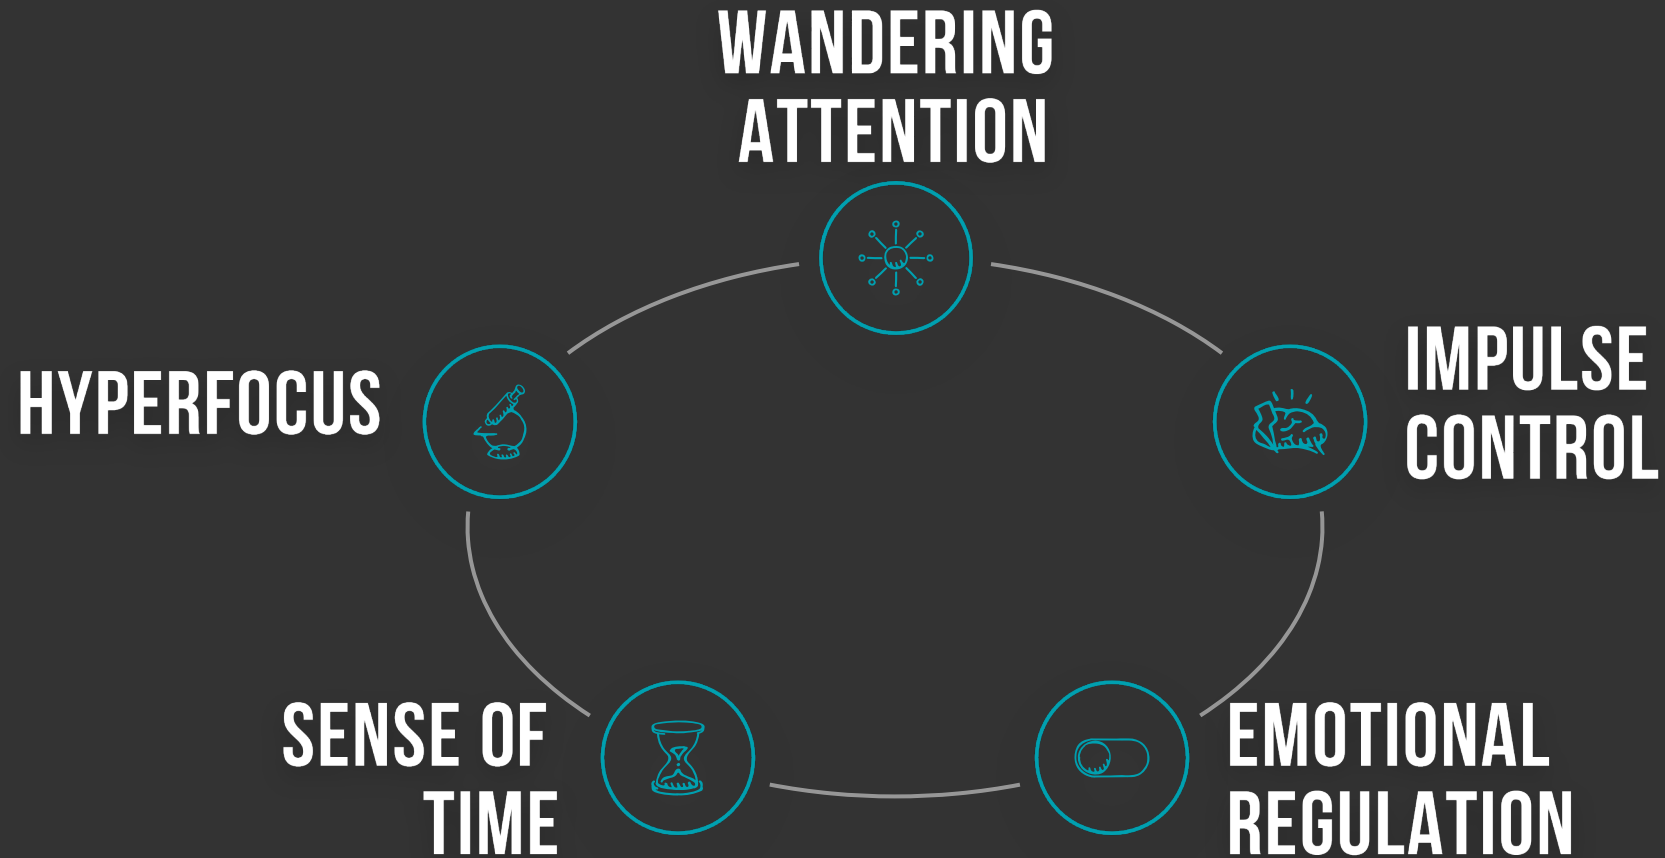 WANDERING
ATTENTION
HYPERFOCUS
IMPULSE
CONTROL
SENSE OF
TIME
EMOTIONAL
REGULATION